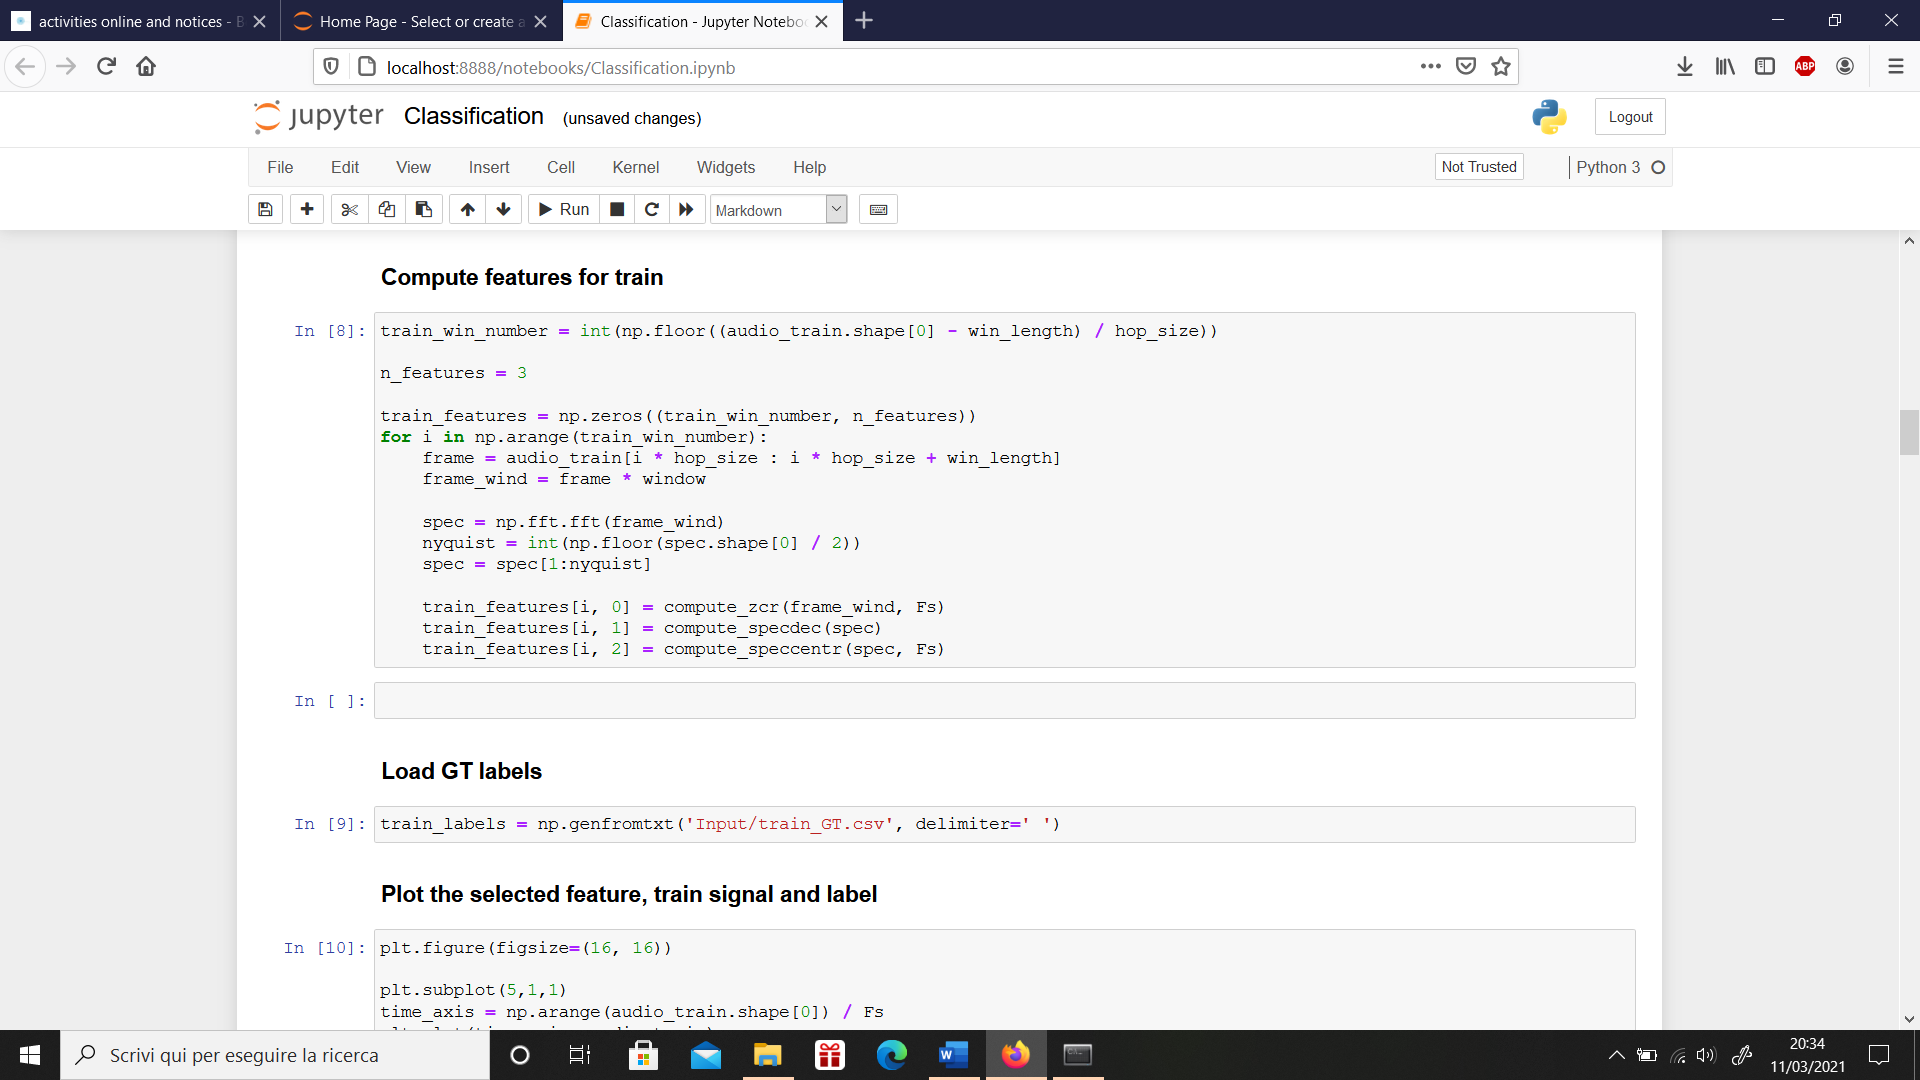 activities online and notices - B
Home Page - Select or create a
Classification - Jupyter Notebo
localhost:8888/notebooks/Classification.ipynb
ABP
jupyter Classification (unsaved changes)
Logout
File Edit View Insert Cell Kernel Widgets Help
Not Trusted
Python 3
Run
Markdown
Compute features for train
In [8]:
train_win_number = int(np.floor((audio_train.shape[0] - win_length) / hop_size))
n_features = 3
train_features = np.zeros((train_win_number, n_features))
for i in np.arange(train_win_number):
    frame = audio_train[i * hop_size : i * hop_size + win_length]
    frame_wind = frame * window
    spec = np.fft.fft(frame_wind)
    nyquist = int(np.floor(spec.shape[0] / 2))
    spec = spec[1:nyquist]
    train_features[i, 0] = compute_zcr(frame_wind, Fs)
    train_features[i, 1] = compute_specdec(spec)
    train_features[i, 2] = compute_speccentr(spec, Fs)
In [ ]:
Load GT labels
In [9]:
train_labels = np.genfromtxt('Input/train_GT.csv', delimiter=' ')
Plot the selected feature, train signal and label
In [10]:
plt.figure(figsize=(16, 16))
plt.subplot(5,1,1)
time_axis = np.arange(audio_train.shape[0]) / Fs
Scrivi qui per eseguire la ricerca
20:34
11/03/2021